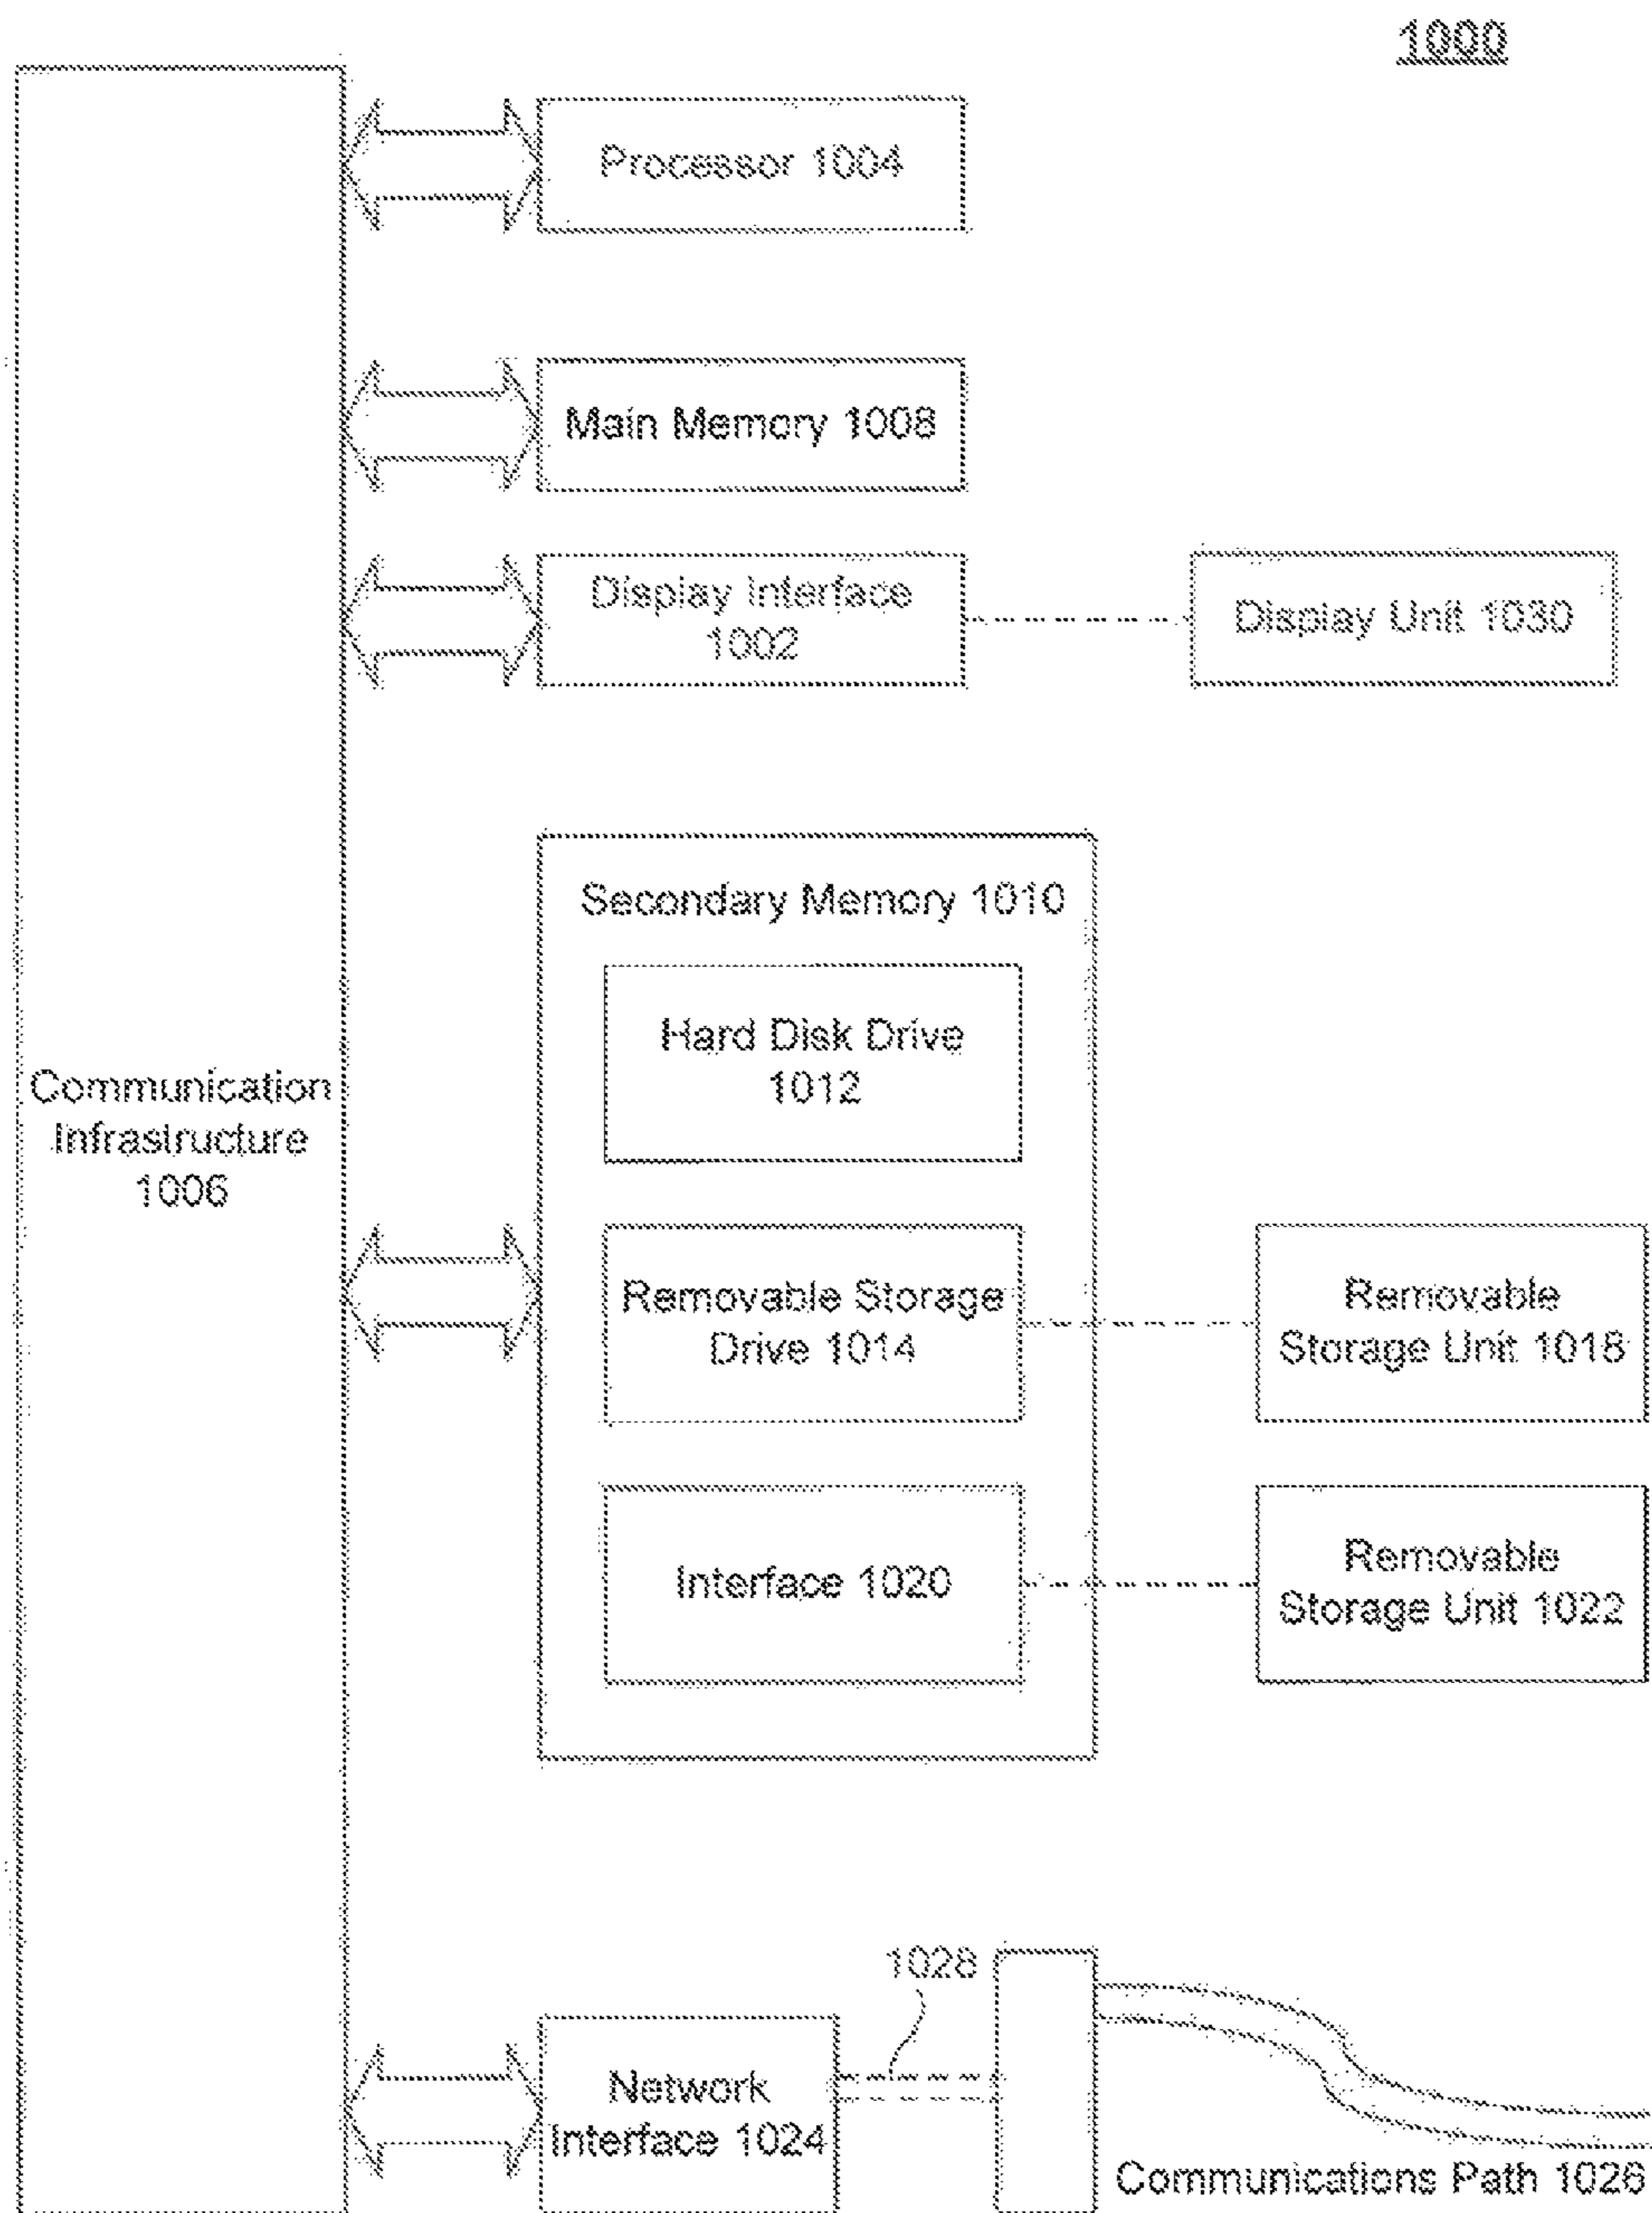 1000
Processor 1004
Main Memory 1008
Display Interface
1002
Display Unit 1030
Secondary Memory 1010
Hard Disk Drive
1012
Communication
Infrastructure
1006
Removable Storage
Drive 1014
Removable
Storage Unit 1018
Interface 1020
Removable
Storage Unit 1022
1028
Network
Interface 1024
Communications Path 1026